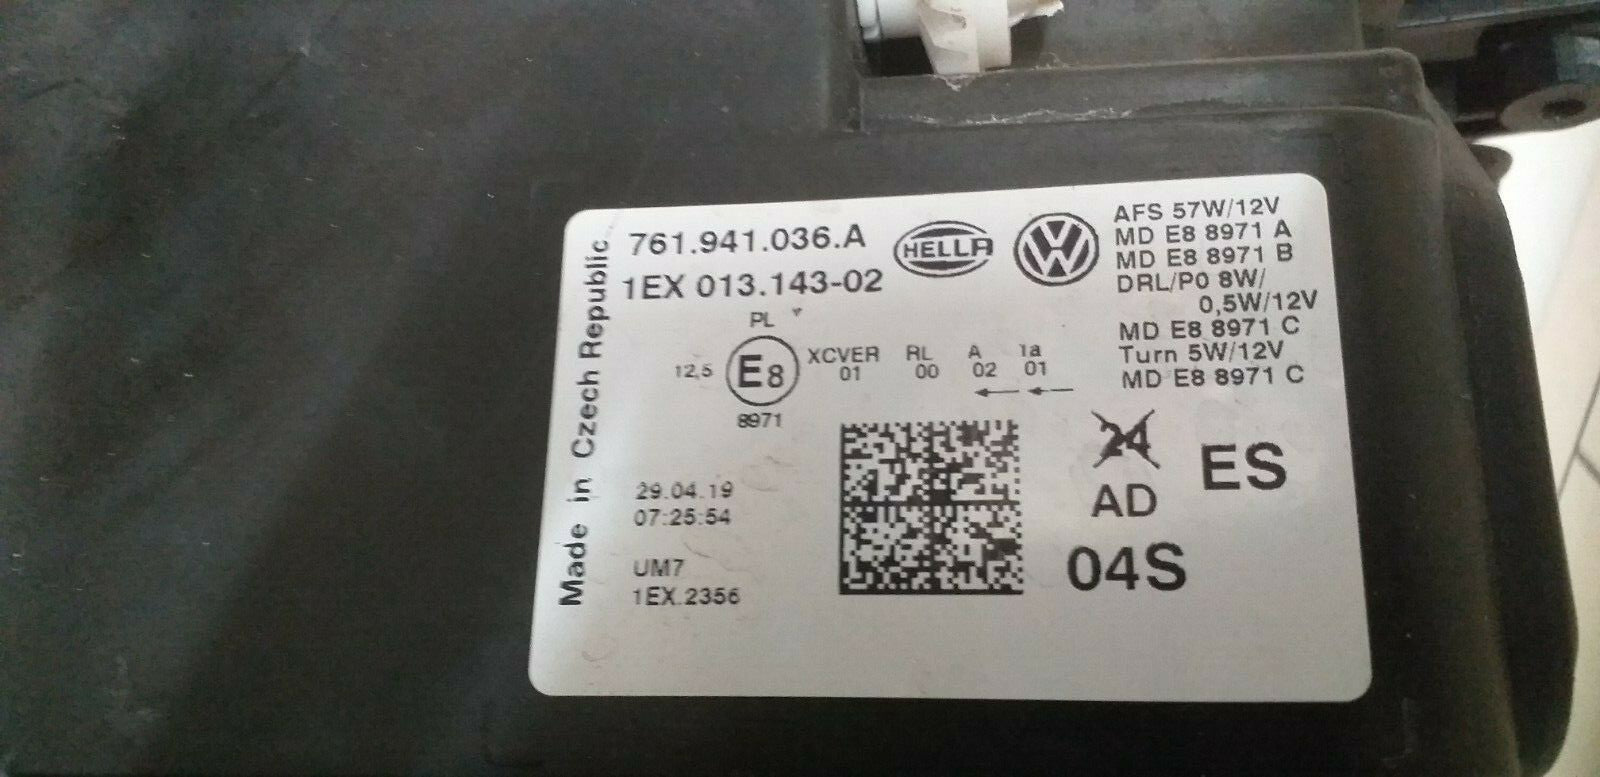 Made in Czech Republic
761.941.036.A
1EX 013.143-02
HELLA
VW
AFS 57W/12V
MD E8 8971 A
MD E8 8971 B
DRL/P0 8W/
0,5W/12V
MD E8 8971 C
Turn 5W/12V
MD E8 8971 C
PL
12,5 E8 XCVER RL A 1a
01 00 02 01
8971
24
AD
ES
04S
29.04.19
07:25:54
UM7
1EX.2356